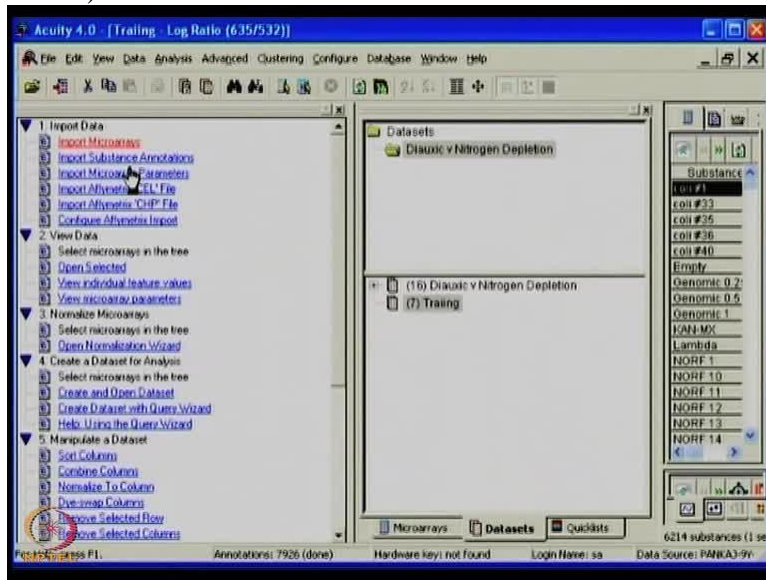 Acuity 4.0 - [Traiing - Log Ratio (635/532)]
File Edit View Data Analysis Advanced Clustering Configure Database Window Help
1. Import Data
Import Microarrays
Import Substance Annotations
Import Microarray Parameters
Import Affymetrix 'CEL' File
Import Affymetrix 'CHP' File
Configure Affymetrix Import
2. View Data
Select microarrays in the tree
Open Selected
View individual feature values
View microarray parameters
3. Normalize Microarrays
Select microarrays in the tree
Open Normalization Wizard
4. Create a Dataset for Analysis
Select microarrays in the tree
Create and Open Dataset
Create Dataset with Query Wizard
Help: Using the Query Wizard
5. Manipulate a Dataset
Sort Columns
Combine Columns
Normalize To Column
Dye-swap Columns
Remove Selected Row
Remove Selected Columns
Datasets
Diauxic v Nitrogen Depletion
(16) Diauxic v Nitrogen Depletion
(7) Traiing
Microarrays Datasets Quicklists
Substance
coli #1
coli #33
coli #35
coli #36
coli #40
Empty
Genomic 0.2
Genomic 0.5
Genomic 1
KAN-MX
Lambda
NORF 1
NORF 10
NORF 11
NORF 12
NORF 13
NORF 14
6214 substances (1 se
press F1. Annotations: 7926 (done) Hardware key: not found Login Name: sa Data Source: PANKAJ-9V